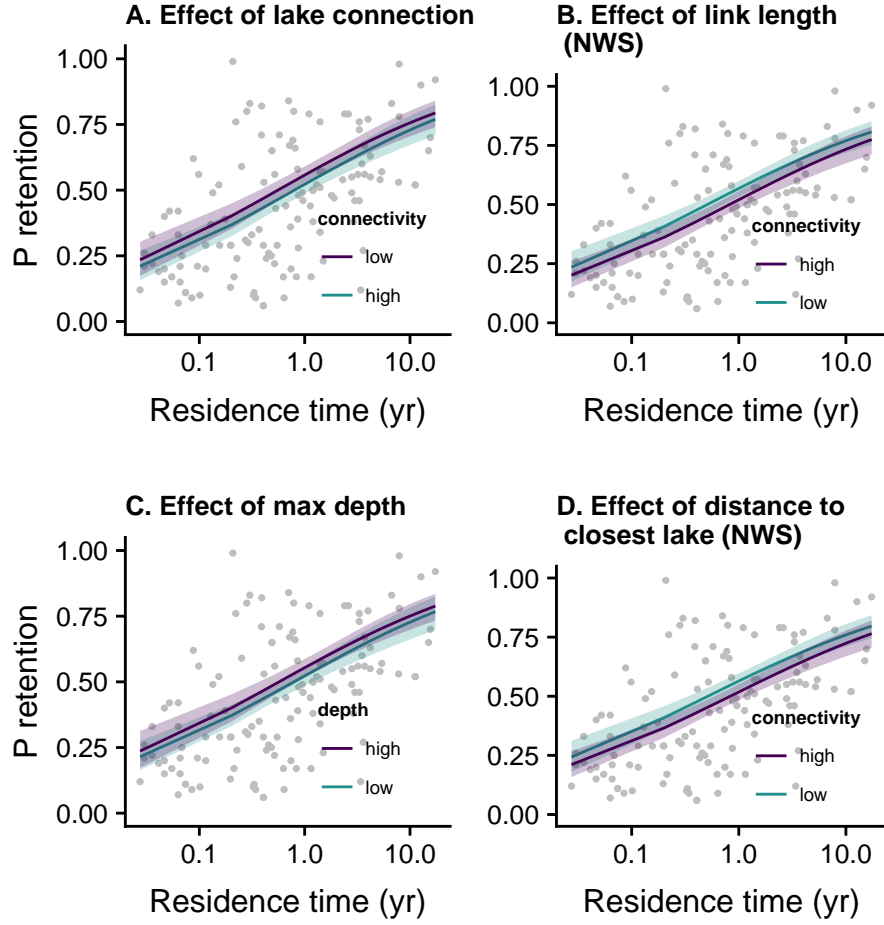 A. Effect of lake connection
P retention
1.00
0.75
0.50
0.25
0.00
connectivity
low
high
0.1 1.0 10.0
Residence time (yr)
B. Effect of link length
(NWS)
1.00
0.75
0.50
0.25
0.00
connectivity
high
low
0.1 1.0 10.0
Residence time (yr)
C. Effect of max depth
P retention
1.00
0.75
0.50
0.25
0.00
depth
high
low
0.1 1.0 10.0
Residence time (yr)
D. Effect of distance to
closest lake (NWS)
1.00
0.75
0.50
0.25
0.00
connectivity
high
low
0.1 1.0 10.0
Residence time (yr)